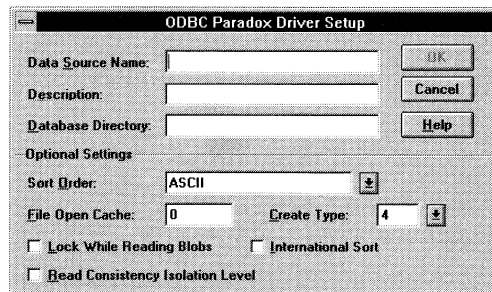 ODBC Paradox Driver Setup
Data Source Name:
OK
Description:
Cancel
Database Directory:
Help
Optional Settings
Sort Order: ASCII
File Open Cache: 0 Create Type: 4
Lock While Reading Blobs International Sort
Read Consistency Isolation Level